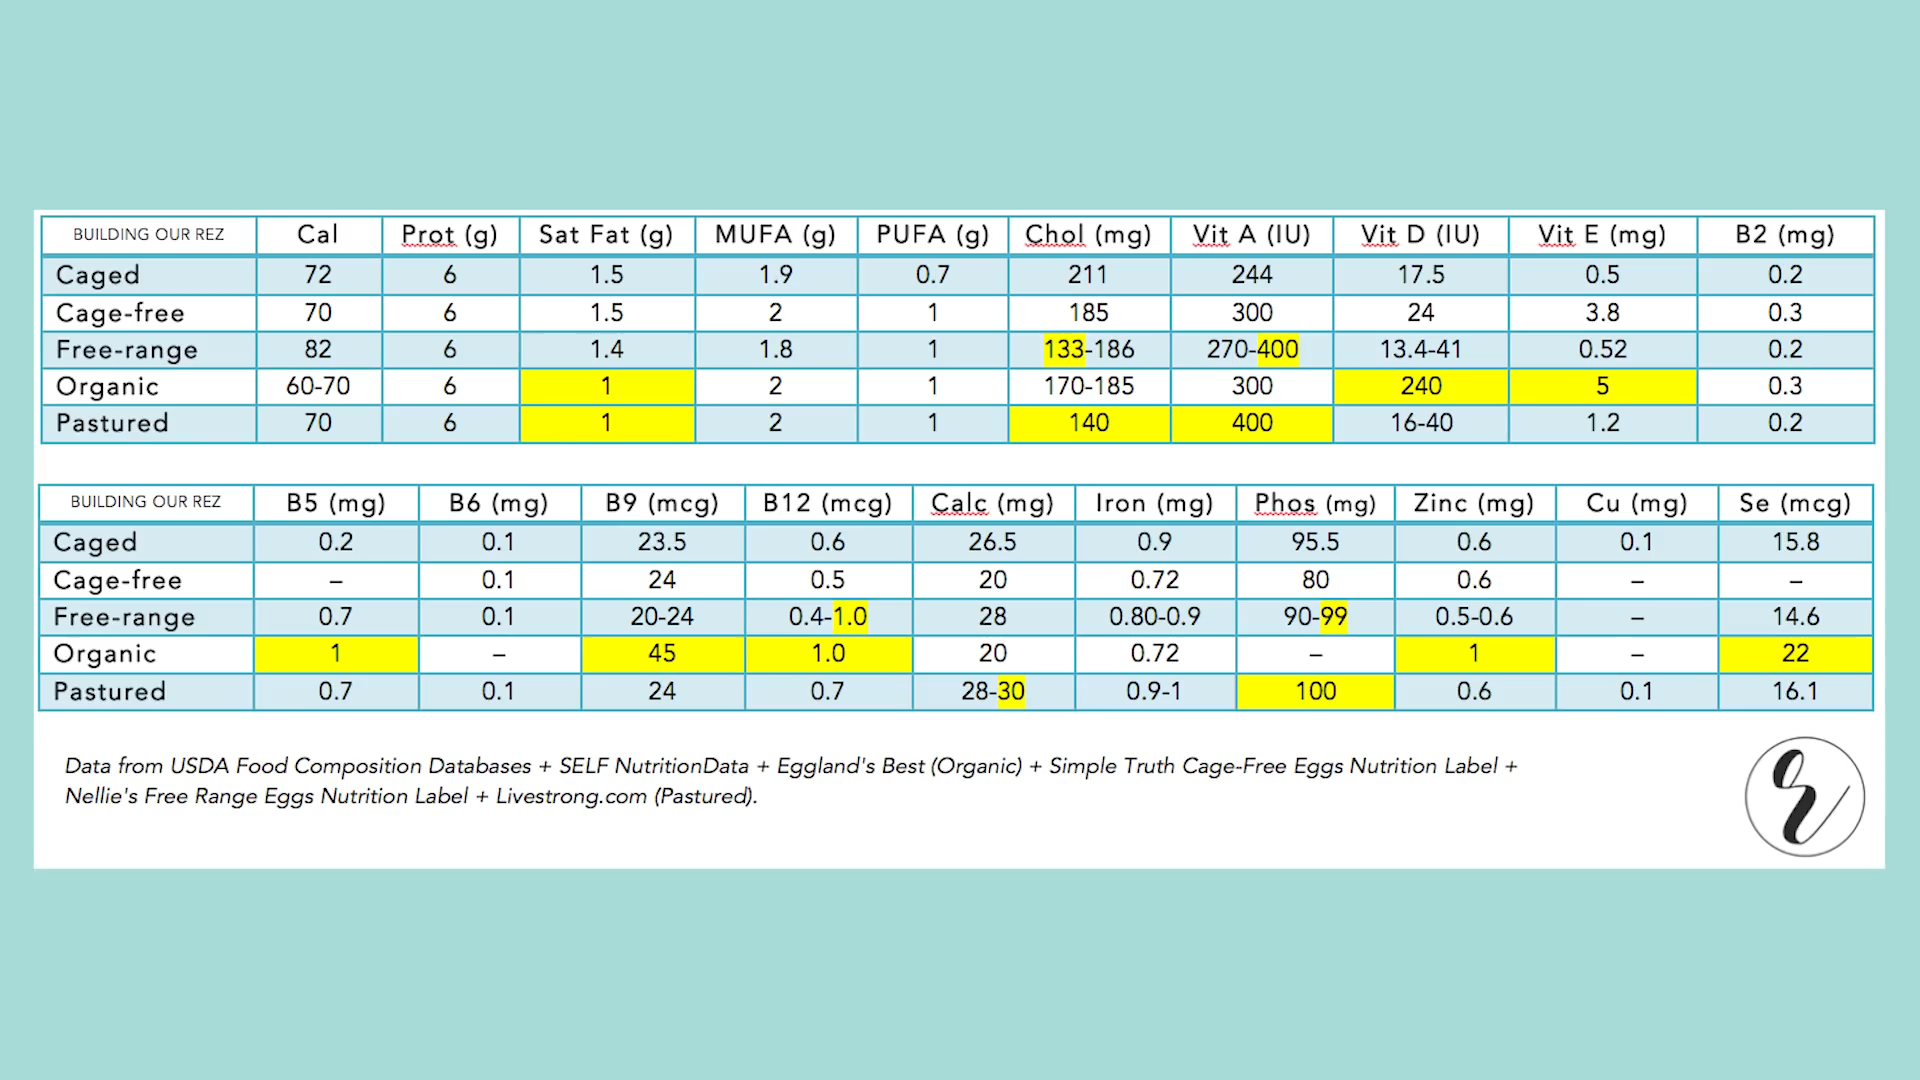 BUILDING OUR REZ Cal Prot (g) Sat Fat (g) MUFA (g) PUFA (g) Chol (mg) Vit A (IU) Vit D (IU) Vit E (mg) B2 (mg)
Caged 72 6 1.5 1.9 0.7 211 244 17.5 0.5 0.2
Cage-free 70 6 1.5 2 1 185 300 24 3.8 0.3
Free-range 82 6 1.4 1.8 1 133-186 270-400 13.4-41 0.52 0.2
Organic 60-70 6 1 2 1 170-185 300 240 5 0.3
Pastured 70 6 1 2 1 140 400 16-40 1.2 0.2
BUILDING OUR REZ B5 (mg) B6 (mg) B9 (mcg) B12 (mcg) Calc (mg) Iron (mg) Phos (mg) Zinc (mg) Cu (mg) Se (mcg)
Caged 0.2 0.1 23.5 0.6 26.5 0.9 95.5 0.6 0.1 15.8
Cage-free – 0.1 24 0.5 20 0.72 80 0.6 – –
Free-range 0.7 0.1 20-24 0.4-1.0 28 0.80-0.9 90-99 0.5-0.6 – 14.6
Organic 1 – 45 1.0 20 0.72 – 1 – 22
Pastured 0.7 0.1 24 0.7 28-30 0.9-1 100 0.6 0.1 16.1
Data from USDA Food Composition Databases + SELF NutritionData + Eggland's Best (Organic) + Simple Truth Cage-Free Eggs Nutrition Label +
Nellie's Free Range Eggs Nutrition Label + Livestrong.com (Pastured).